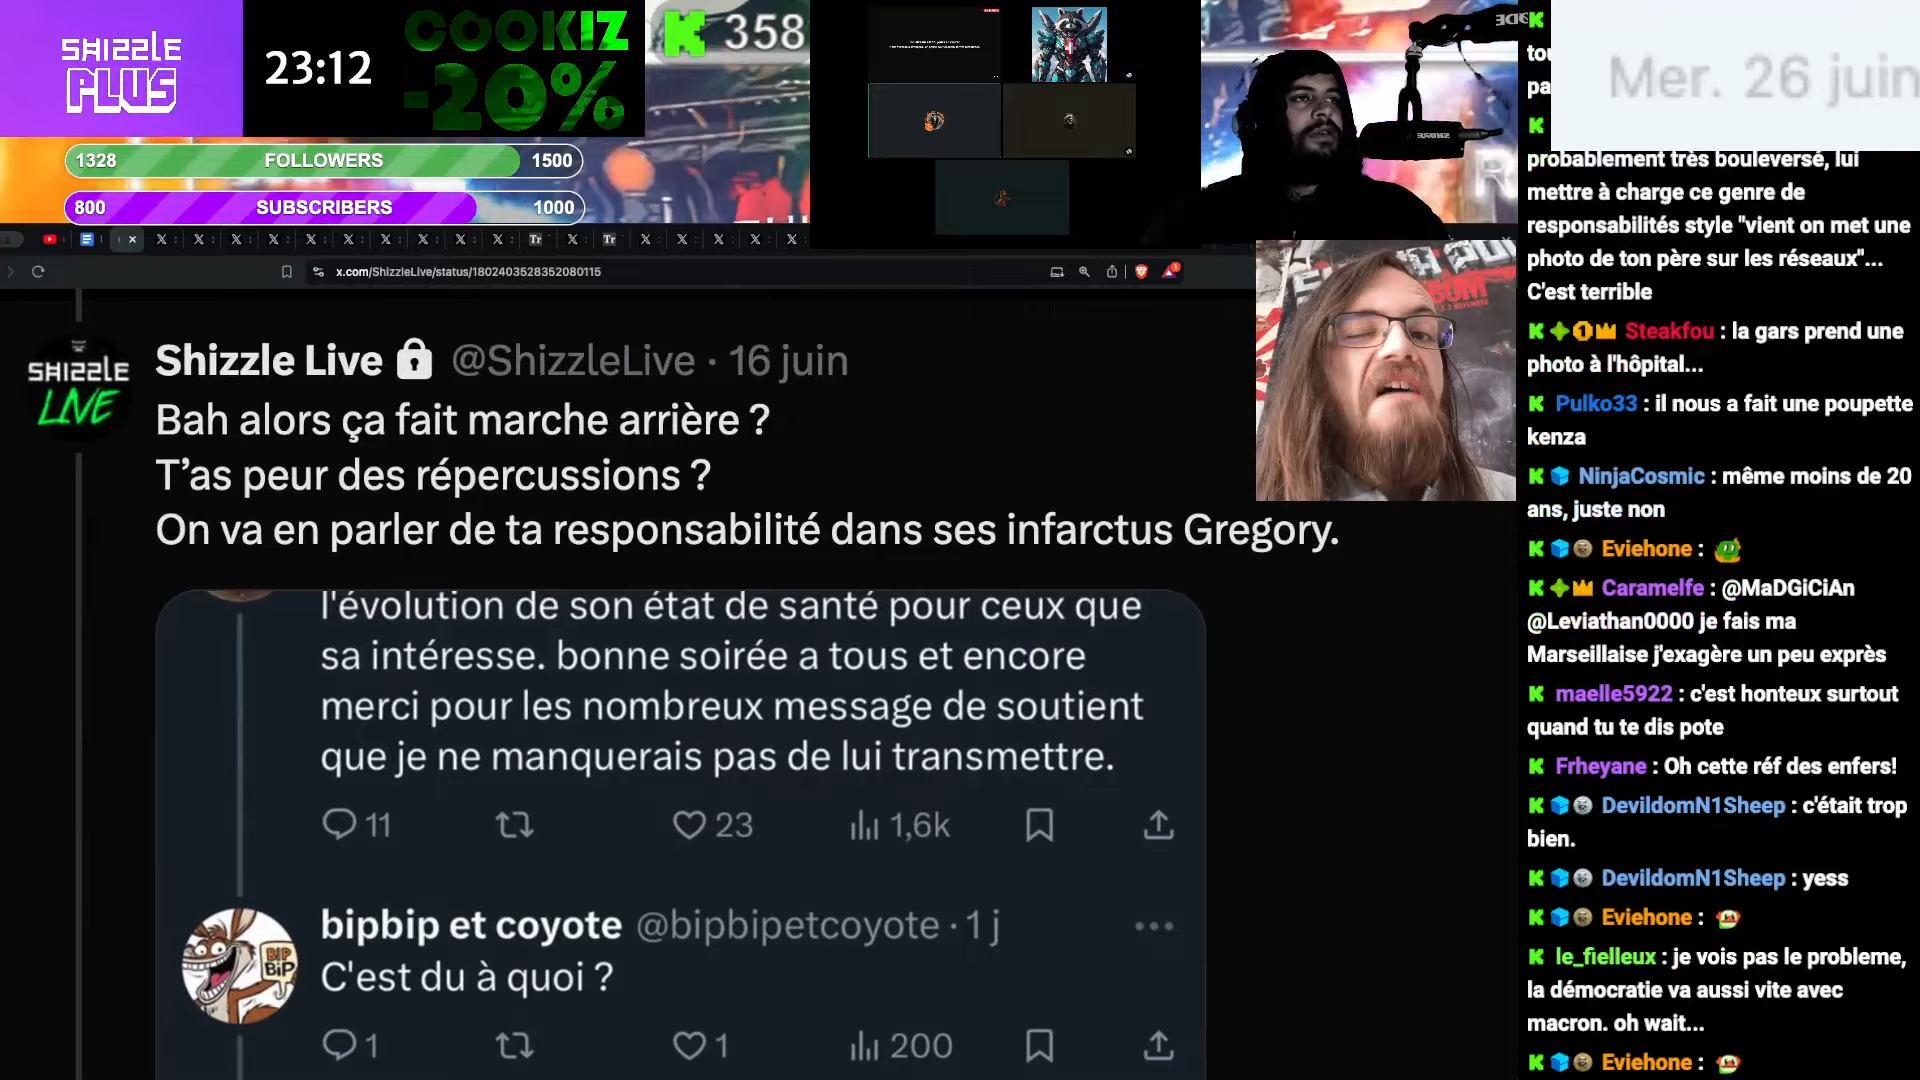 SHIZZLE
PLUS
23:12
COOKIZ
-20%
358
1328 FOLLOWERS 1500
800 SUBSCRIBERS 1000
x.com/ShizzleLive/status/1802403528352080115
SHIZZLE
LIVE
Shizzle Live @ShizzleLive · 16 juin
Bah alors ça fait marche arrière ?
T’as peur des répercussions ?
On va en parler de ta responsabilité dans ses infarctus Gregory.
l'évolution de son état de santé pour ceux que
sa intéresse. bonne soirée a tous et encore
merci pour les nombreux message de soutient
que je ne manquerais pas de lui transmettre.
11 23 1,6k
bipbip et coyote @bipbipetcoyote · 1 j
BIP
BiP
C'est du à quoi ?
1 1 200
Mer. 26 juin
tou
pa
probablement très bouleversé, lui
mettre à charge ce genre de
responsabilités style "vient on met une
photo de ton père sur les réseaux"...
C'est terrible
Steakfou : la gars prend une
photo à l'hôpital...
Pulko33 : il nous a fait une poupette
kenza
NinjaCosmic : même moins de 20
ans, juste non
Eviehone :
Caramelfe : @MaDGiCiAn
@Leviathan0000 je fais ma
Marseillaise j'exagère un peu exprès
maelle5922 : c'est honteux surtout
quand tu te dis pote
Frheyane : Oh cette réf des enfers!
DevildomN1Sheep : c'était trop
bien.
DevildomN1Sheep : yess
Eviehone :
le_fielleux : je vois pas le probleme,
la démocratie va aussi vite avec
macron. oh wait...
Eviehone :